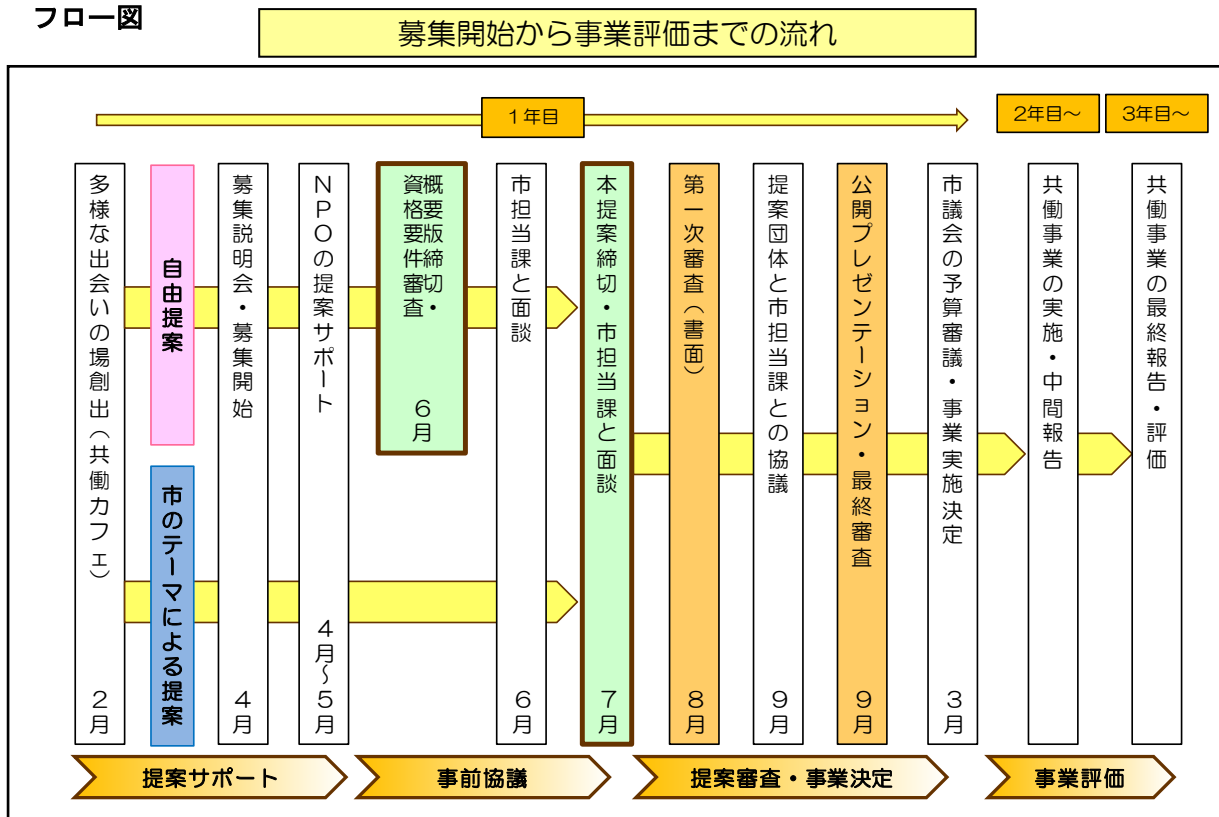 フロー図
募集開始から事業評価までの流れ
1年目
2年目～
3年目～
多様な出会いの場創出（共働カフェ）
2月
自由提案
市のテーマによる提案
募集説明会・募集開始
4月
NPOの提案サポート
4月～5月
概要版締切・
資格要件審査
6月
市担当課と面談
6月
本提案締切・市担当課と面談
7月
第一次審査（書面）
8月
提案団体と市担当課との協議
9月
公開プレゼンテーション・最終審査
9月
市議会の予算審議・事業実施決定
3月
共働事業の実施・中間報告
共働事業の最終報告・評価
提案サポート
事前協議
提案審査・事業決定
事業評価